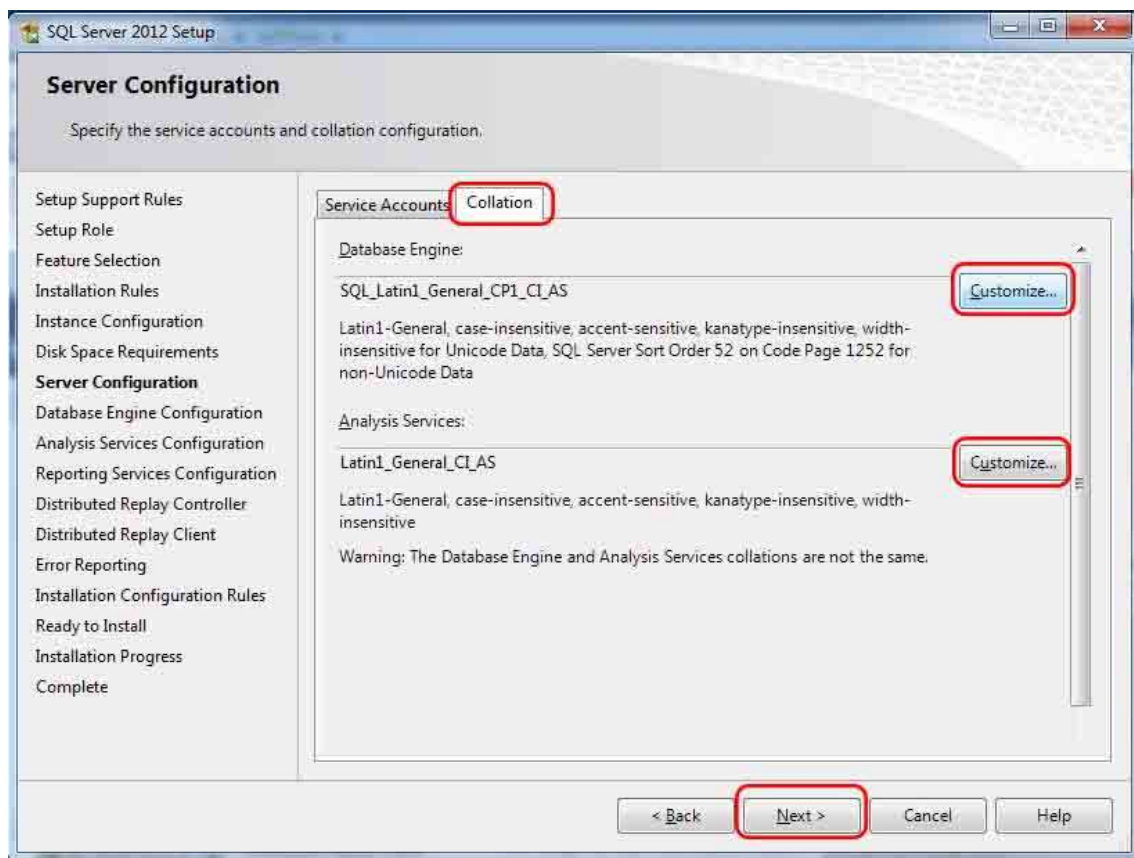 SQL Server 2012 Setup
Server Configuration
Specify the service accounts and collation configuration.
Setup Support Rules
Setup Role
Feature Selection
Installation Rules
Instance Configuration
Disk Space Requirements
Server Configuration
Database Engine Configuration
Analysis Services Configuration
Reporting Services Configuration
Distributed Replay Controller
Distributed Replay Client
Error Reporting
Installation Configuration Rules
Ready to Install
Installation Progress
Complete
Service Accounts Collation
Database Engine:
SQL_Latin1_General_CP1_CI_AS
Customize...
Latin1-General, case-insensitive, accent-sensitive, kanatype-insensitive, width-
insensitive for Unicode Data, SQL Server Sort Order 52 on Code Page 1252 for
non-Unicode Data
Analysis Services:
Latin1_General_CI_AS
Customize...
Latin1-General, case-insensitive, accent-sensitive, kanatype-insensitive, width-
insensitive
Warning: The Database Engine and Analysis Services collations are not the same.
< Back Next > Cancel Help